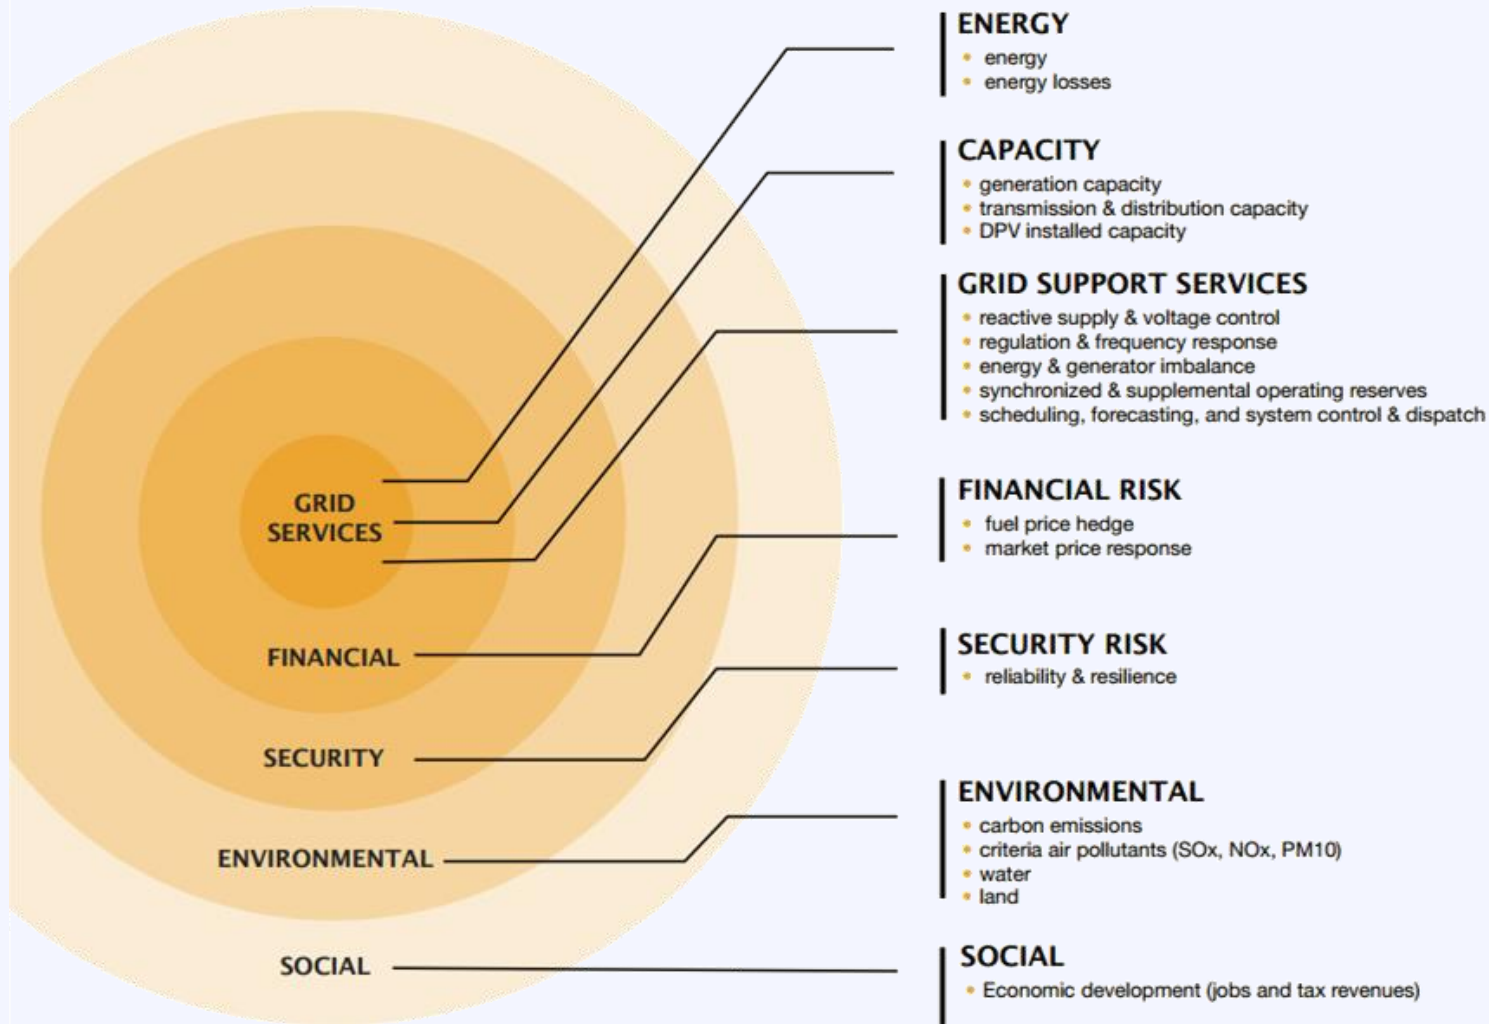 GRID
SERVICES
FINANCIAL
SECURITY
ENVIRONMENTAL
SOCIAL
ENERGY
• energy
• energy losses
CAPACITY
• generation capacity
• transmission & distribution capacity
• DPV installed capacity
GRID SUPPORT SERVICES
• reactive supply & voltage control
• regulation & frequency response
• energy & generator imbalance
• synchronized & supplemental operating reserves
• scheduling, forecasting, and system control & dispatch
FINANCIAL RISK
• fuel price hedge
• market price response
SECURITY RISK
• reliability & resilience
ENVIRONMENTAL
• carbon emissions
• criteria air pollutants (SOx, NOx, PM10)
• water
• land
SOCIAL
• Economic development (jobs and tax revenues)